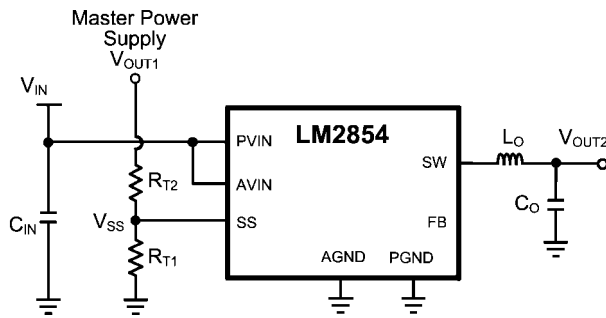 Master Power
Supply
VOUT1
VIN
LM2854
PVIN
AVIN
SS
SW
FB
AGND
PGND
RT2
VSS
RT1
CIN
LO
VOUT2
CO